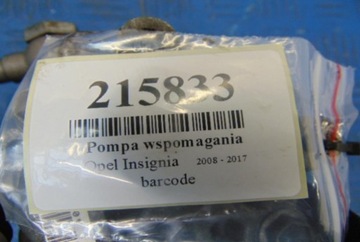 215833
Pompa wspomagania
Opel Insignia 2008 - 2017
barcode